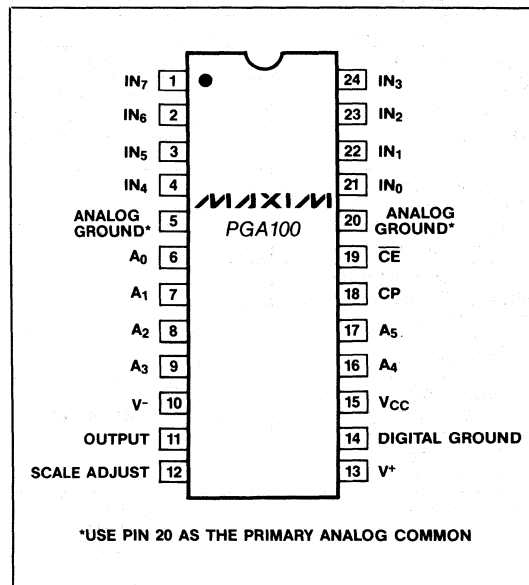 IN7 1 24 IN3
IN6 2 23 IN2
IN5 3 22 IN1
IN4 4 21 IN0
MAXIM
ANALOG GROUND* 5 20 ANALOG GROUND*
PGA100
A0 6 19 CE
A1 7 18 CP
A2 8 17 A5
A3 9 16 A4
V- 10 15 VCC
OUTPUT 11 14 DIGITAL GROUND
SCALE ADJUST 12 13 V+
*USE PIN 20 AS THE PRIMARY ANALOG COMMON